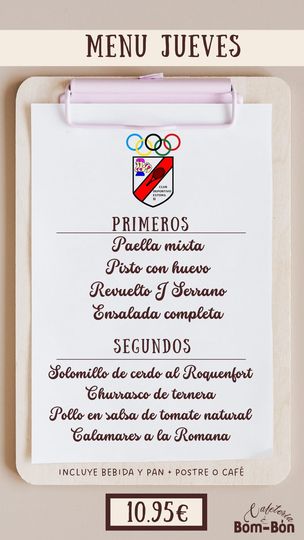 MENU JUEVES
CLUB
DEPORTIVO
PRIMEROS
Paella mixta
Pisto con huevo
Revuelto J Serrano
Ensalada completa
SEGUNDOS
Solomillo de cerdo al Roquenfort
Churrasco de ternera
Pollo en salsa de tomate natural
Calamares a la Romana
INCLUYE BEBIDA Y PAN + POSTRE O CAFÉ
10.95€
Cafetería
Bom-Bón